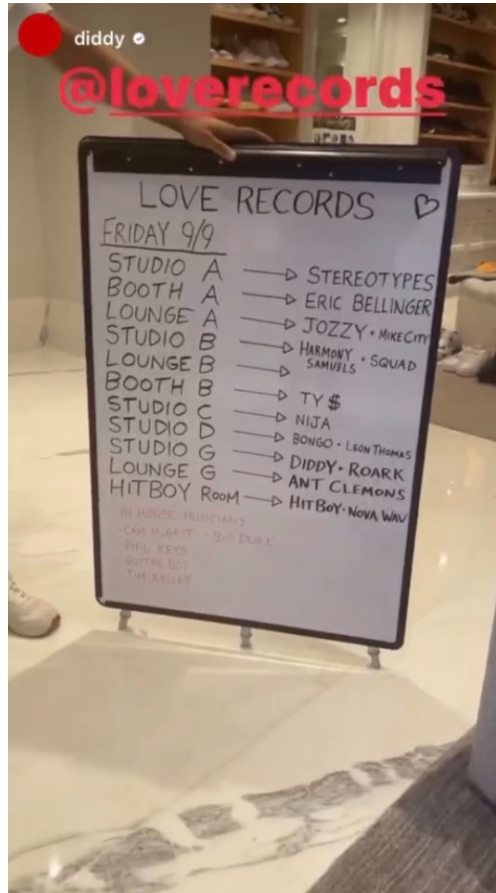 diddy
@loverecords
LOVE RECORDS ♡
FRIDAY 9/9
STUDIO A → STEREOTYPES
BOOTH A → ERIC BELLINGER
LOUNGE A → JOZZY • MIKE CITY
STUDIO B → HARMONY SAMUELS • SQUAD
LOUNGE B →
BOOTH B → TY $
STUDIO C → NIJA
STUDIO D → BONGO • LEON THOMAS
STUDIO G → DIDDY • ROARK
LOUNGE G → ANT CLEMONS
HITBOY ROOM → HITBOY • NOVA WAV
IN HOUSE MUSICIANS
• BIG DUKE
PHIL KEYS
GUITAR BOY
TIM KELLEY